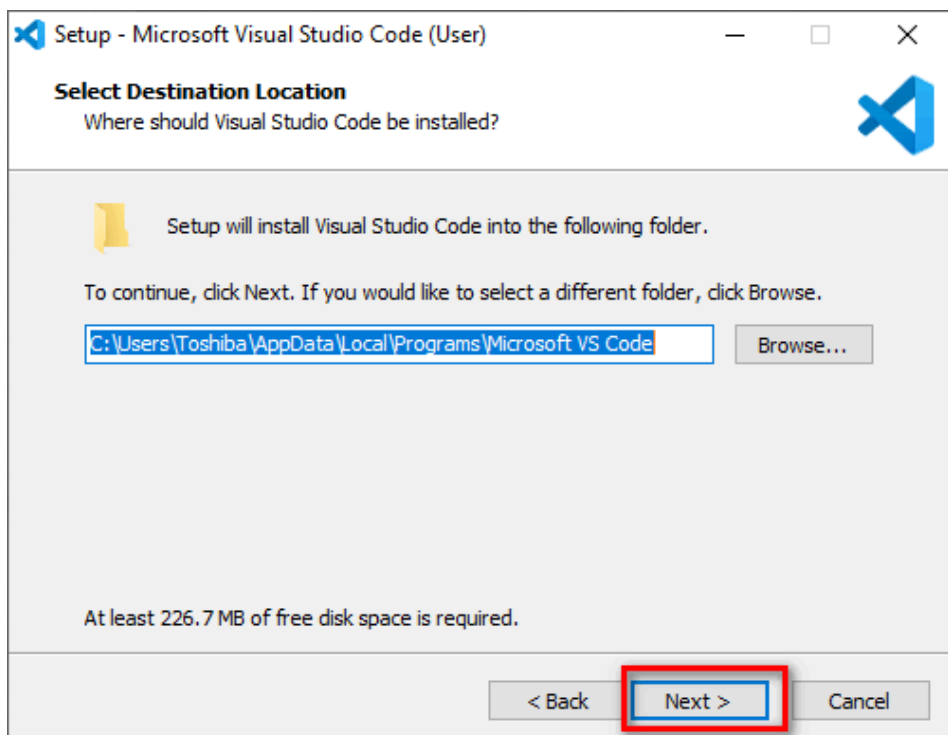 Setup - Microsoft Visual Studio Code (User)
Select Destination Location
Where should Visual Studio Code be installed?
Setup will install Visual Studio Code into the following folder.
To continue, click Next. If you would like to select a different folder, click Browse.
C:\Users\Toshiba\AppData\Local\Programs\Microsoft VS Code
Browse...
At least 226.7 MB of free disk space is required.
< Back
Next >
Cancel